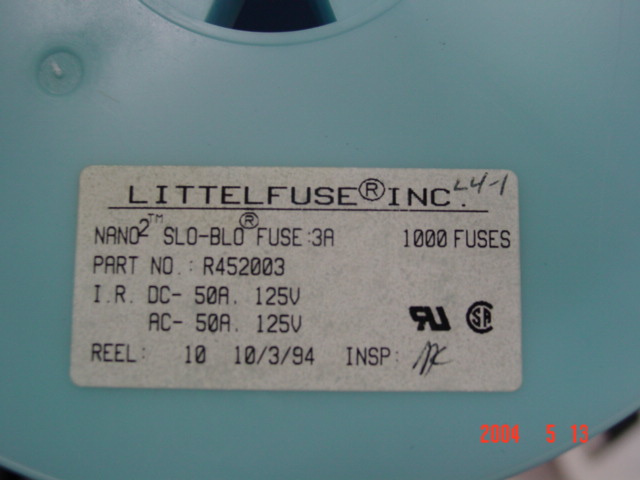 LITTELFUSE® INC. L4-1
NANO²™ SLO-BLO® FUSE:3A 1000 FUSES
PART NO.: R452003
I.R. DC- 50A. 125V
AC- 50A. 125V
REEL: 10 10/3/94 INSP:
2004 5 13